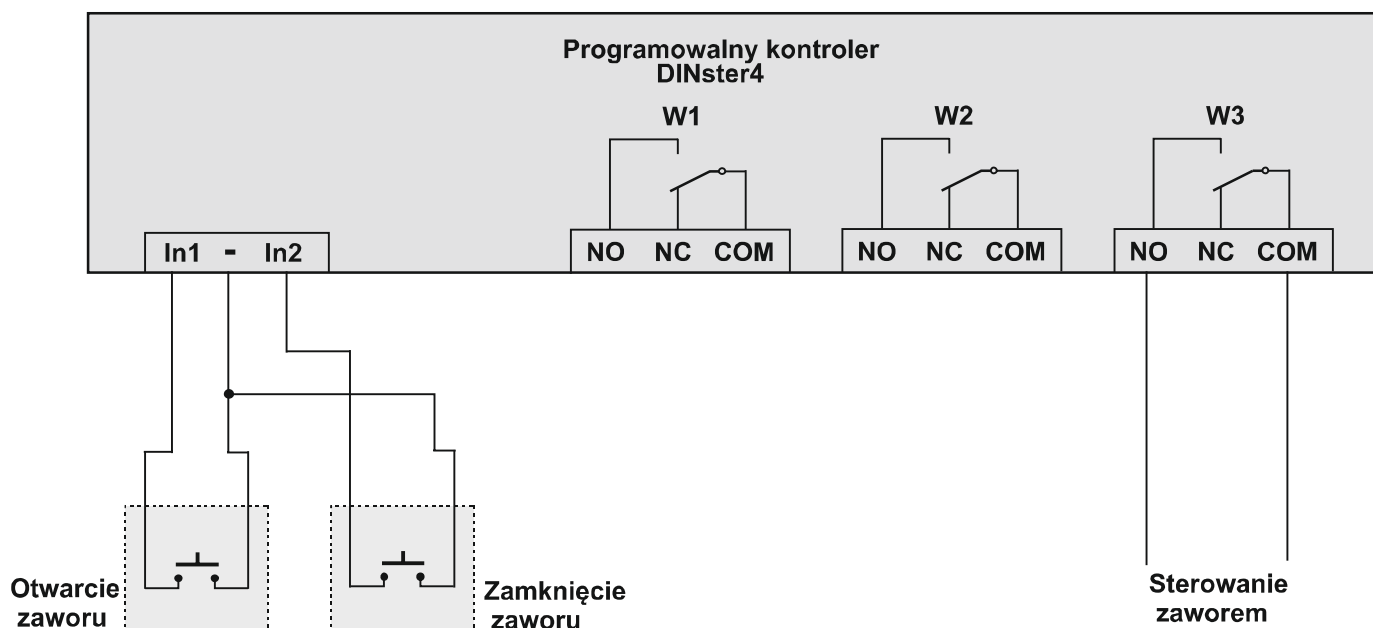 Programowalny kontroler
DINster4
W1
W2
W3
In1 - In2
NO NC COM
NO NC COM
NO NC COM
Otwarcie
zaworu
Zamknięcie
zaworu
Sterowanie
zaworem